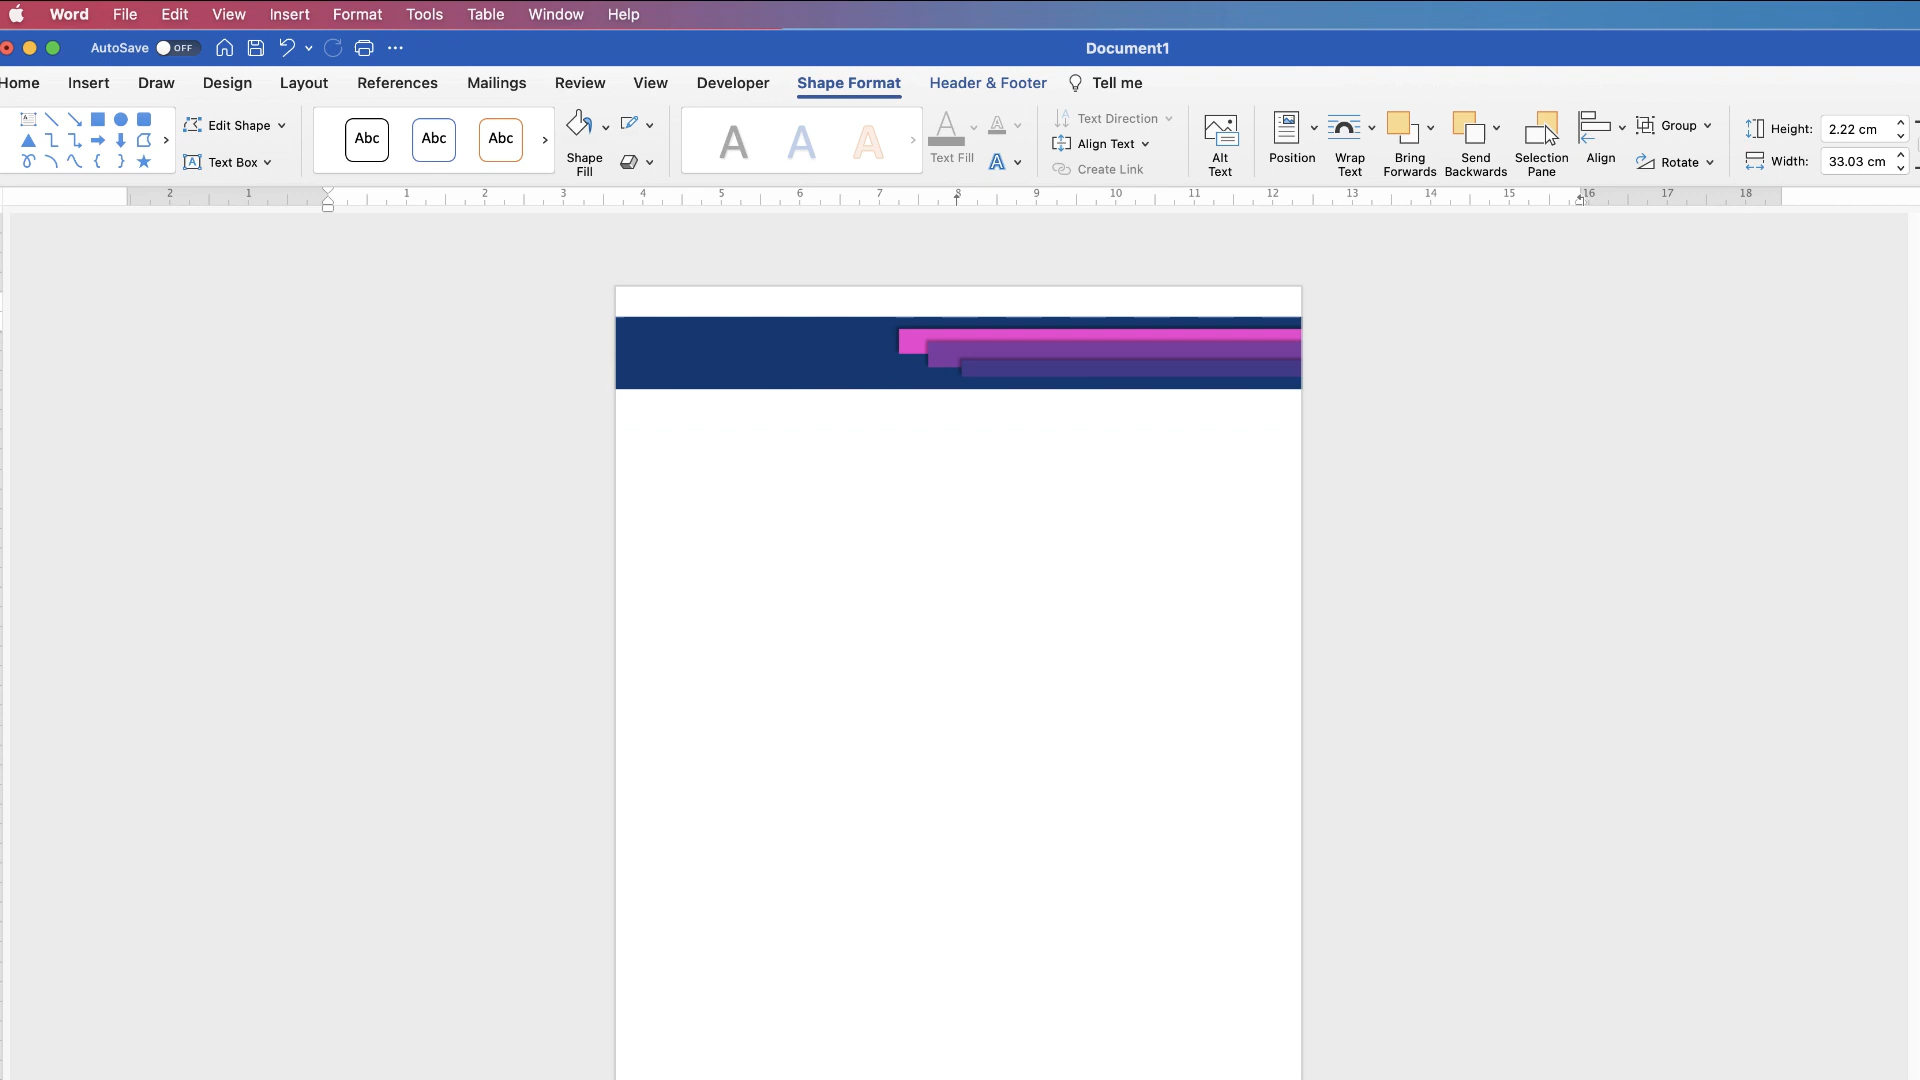 Word File Edit View Insert Format Tools Table Window Help
AutoSave OFF Document1
Home Insert Draw Design Layout References Mailings Review View Developer Shape Format Header & Footer Tell me
Edit Shape
Text Box
Abc Abc Abc
Shape
Fill
A A A
Text Fill
Text Direction
Align Text
Create Link
Alt
Text
Position
Wrap
Text
Bring
Forwards
Send
Backwards
Selection
Pane
Align
Group
Rotate
Height: 2.22 cm
Width: 33.03 cm
2 1 1 2 3 4 5 6 7 8 9 10 11 12 13 14 15 16 17 18